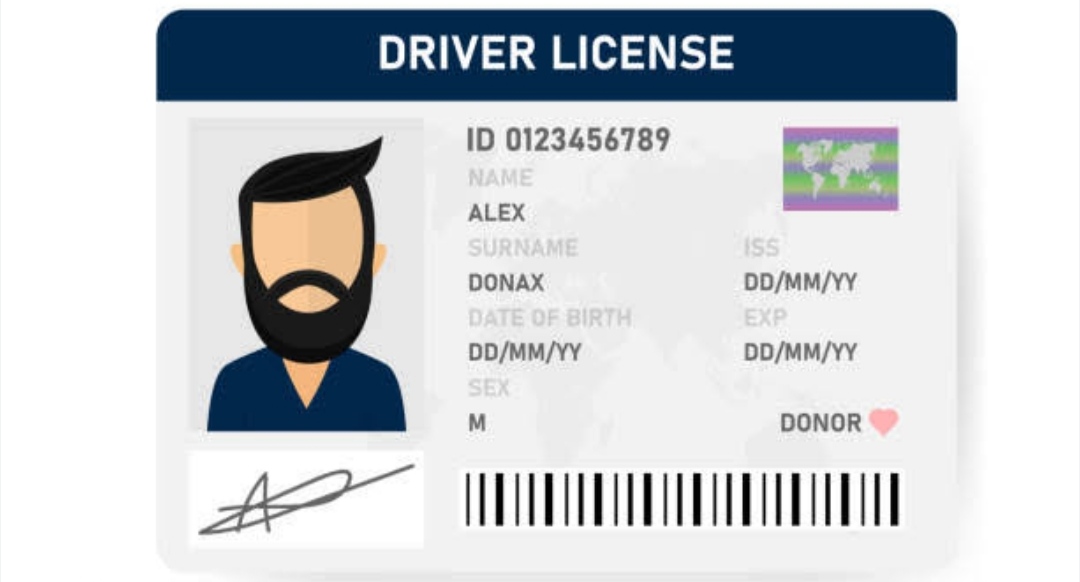 DRIVER LICENSE
ID 0123456789
NAME
ALEX
SURNAME
ISS
DONAX
DD/MM/YY
DATE OF BIRTH
EXP
DD/MM/YY
DD/MM/YY
SEX
M
DONOR